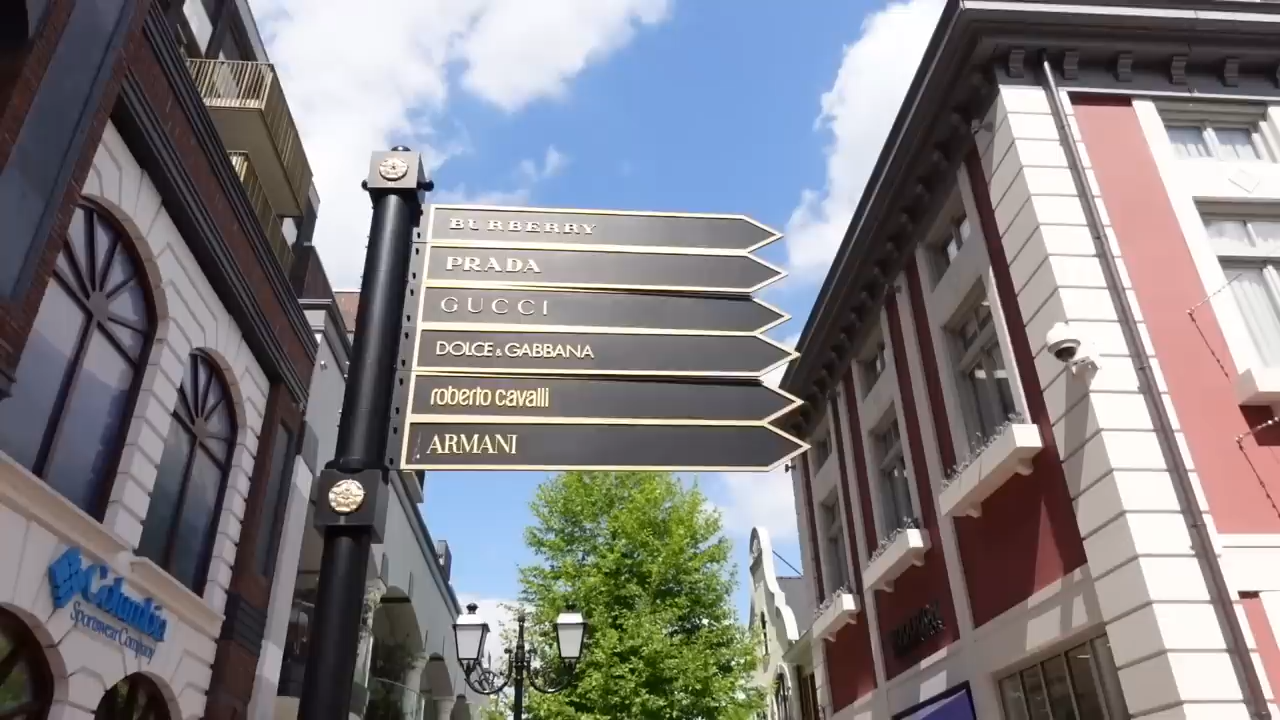 BURBERRY
PRADA
GUCCI
DOLCE & GABBANA
roberto cavalli
ARMANI
Columbia
Sportswear Company